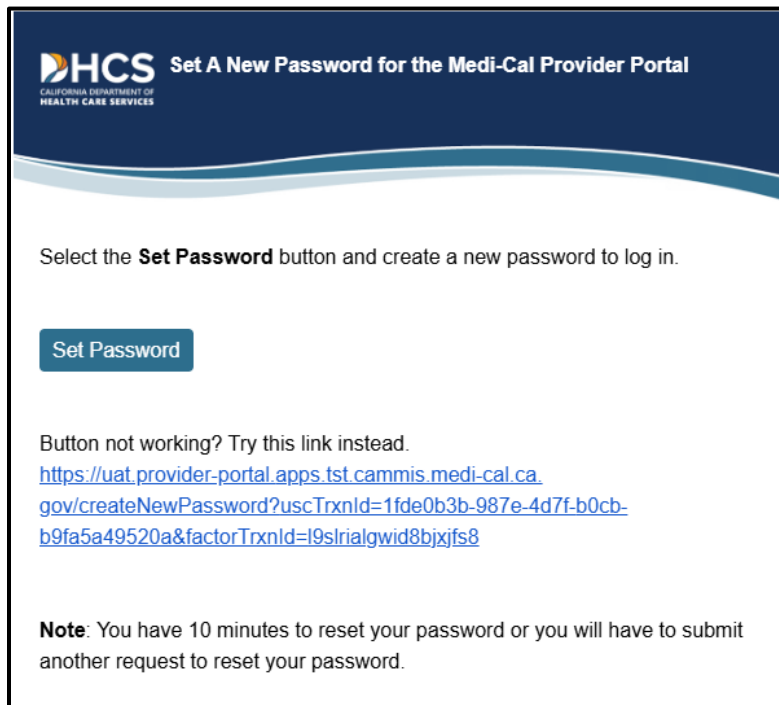 DHCS
CALIFORNIA DEPARTMENT OF
HEALTH CARE SERVICES
Set A New Password for the Medi-Cal Provider Portal
Select the Set Password button and create a new password to log in.
Set Password
Button not working? Try this link instead.
https://uat.provider-portal.apps.tst.cammis.medi-cal.ca.
gov/createNewPassword?uscTrxnId=1fde0b3b-987e-4d7f-b0cb-
b9fa5a49520a&factorTrxnId=l9slrialgwid8bjxjfs8
Note: You have 10 minutes to reset your password or you will have to submit
another request to reset your password.